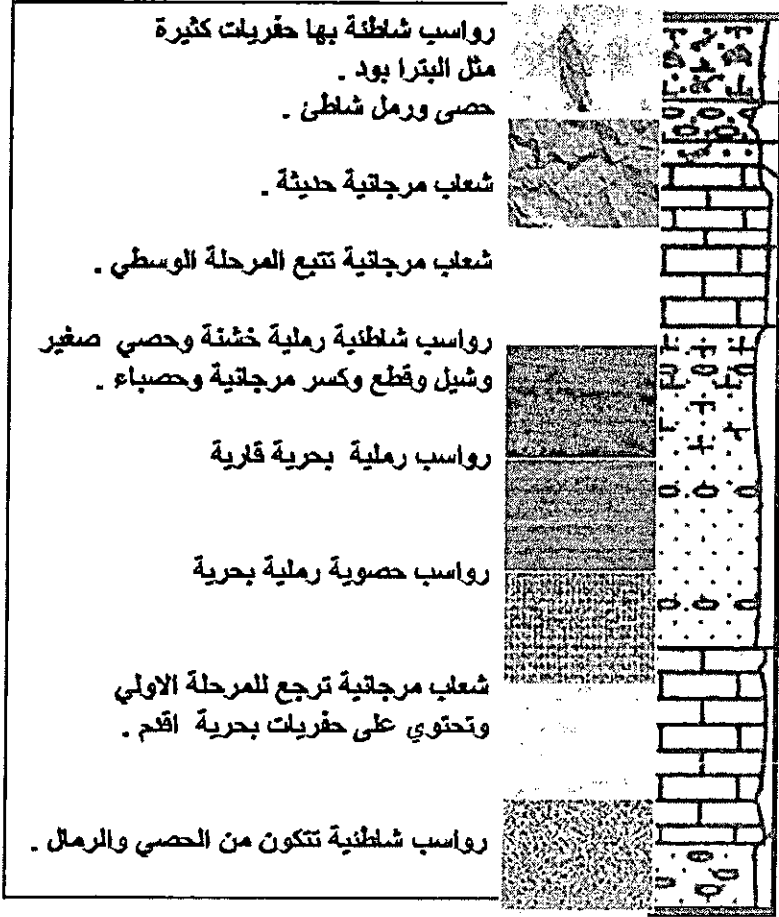 رواسب شاطئة بها حفريات كثيرة
مثل البترا بود .
حصى ورمل شاطئ .
شعاب مرجانية حديثة .
شعاب مرجانية تتبع المرحلة الوسطي .
رواسب شاطئية رملية خشنة وحصي صغير
وشيل وقطع وكسر مرجانية وحصباء .
رواسب رملية بحرية قارية
رواسب حصوية رملية بحرية
شعاب مرجانية ترجع للمرحلة الاولي
وتحتوي على حفريات بحرية اقدم .
رواسب شاطئية تتكون من الحصي والرمال .